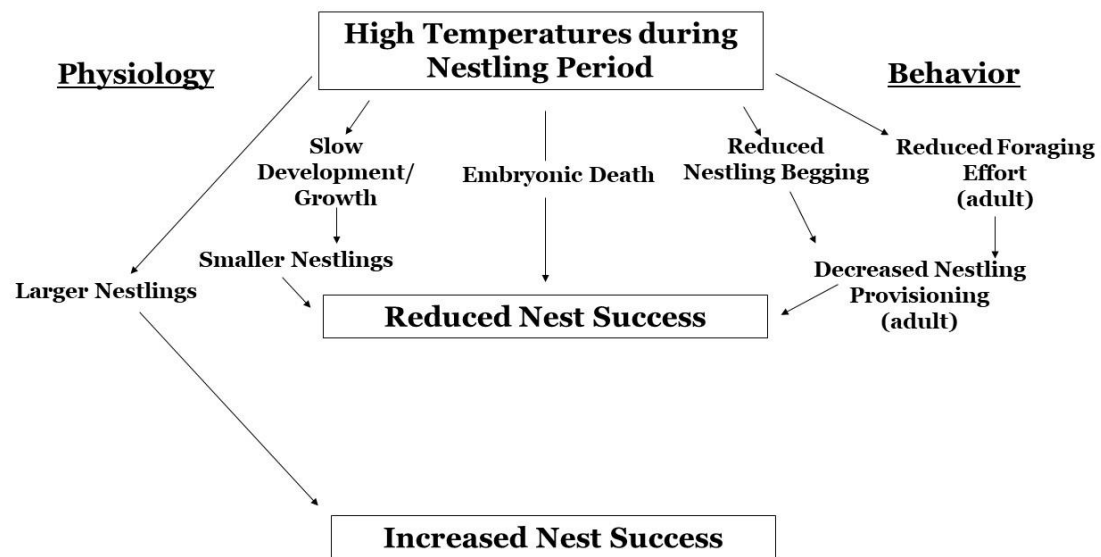 High Temperatures during
Nestling Period
Physiology
Behavior
Slow
Development/
Growth
Embryonic Death
Reduced
Nestling Begging
Reduced Foraging
Effort
(adult)
Smaller Nestlings
Larger Nestlings
Decreased Nestling
Provisioning
(adult)
Reduced Nest Success
Increased Nest Success